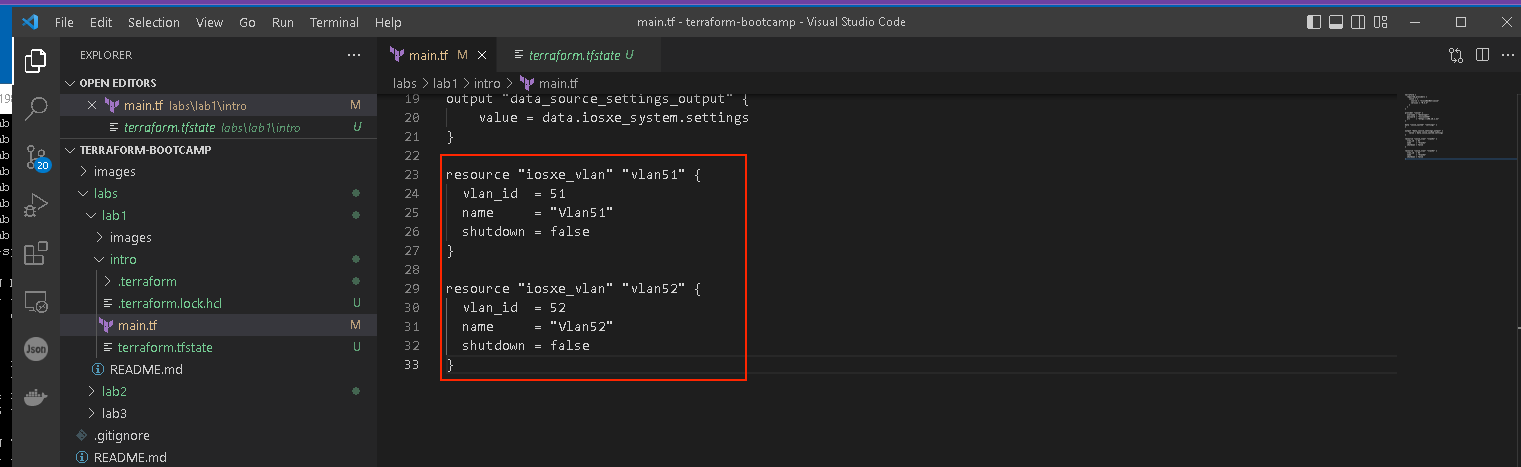 File Edit Selection View Go Run Terminal Help main.tf - terraform-bootcamp - Visual Studio Code
EXPLORER
OPEN EDITORS
main.tf labs\lab1\intro M
terraform.tfstate labs\lab1\intro U
TERRAFORM-BOOTCAMP
images
labs
lab1
images
intro
.terraform
.terraform.lock.hcl U
main.tf M
terraform.tfstate U
README.md
lab2
lab3
.gitignore
README.md
20
Json
main.tf M terraform.tfstate U
labs > lab1 > intro > main.tf
19 output "data_source_settings_output" {
20 value = data.iosxe_system.settings
21 }
22
23 resource "iosxe_vlan" "vlan51" {
24 vlan_id = 51
25 name = "Vlan51"
26 shutdown = false
27 }
28
29 resource "iosxe_vlan" "vlan52" {
30 vlan_id = 52
31 name = "Vlan52"
32 shutdown = false
33 }